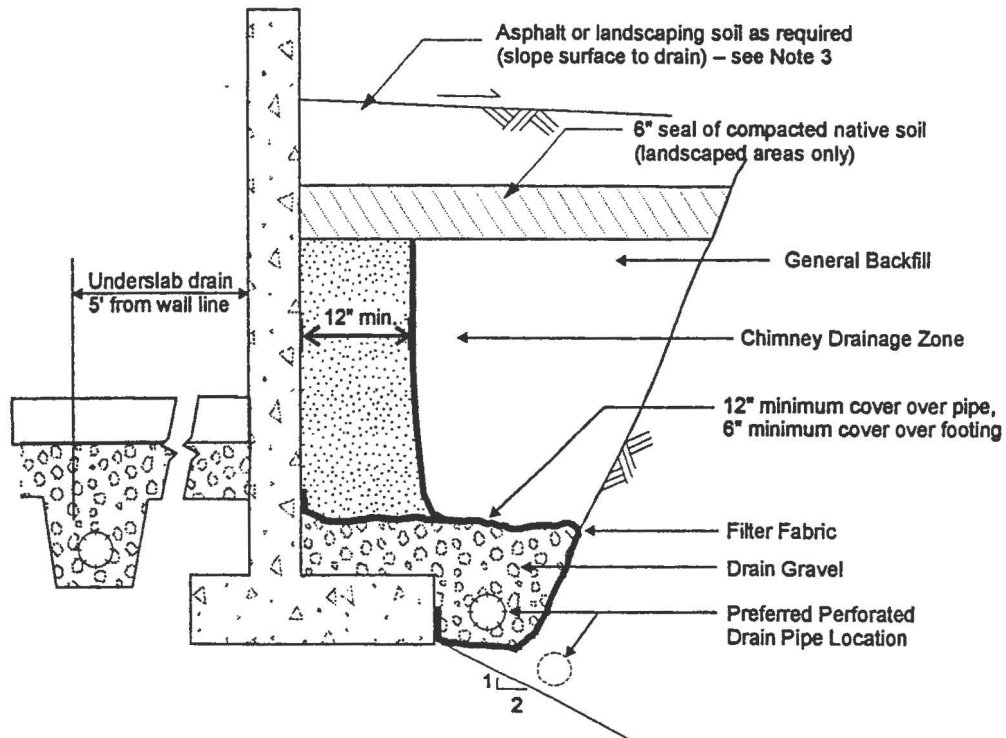 Asphalt or landscaping soil as required
(slope surface to drain) – see Note 3
6" seal of compacted native soil
(landscaped areas only)
General Backfill
Underslab drain
5' from wall line
12" min.
Chimney Drainage Zone
12" minimum cover over pipe,
6" minimum cover over footing
Filter Fabric
Drain Gravel
Preferred Perforated
Drain Pipe Location
1
2